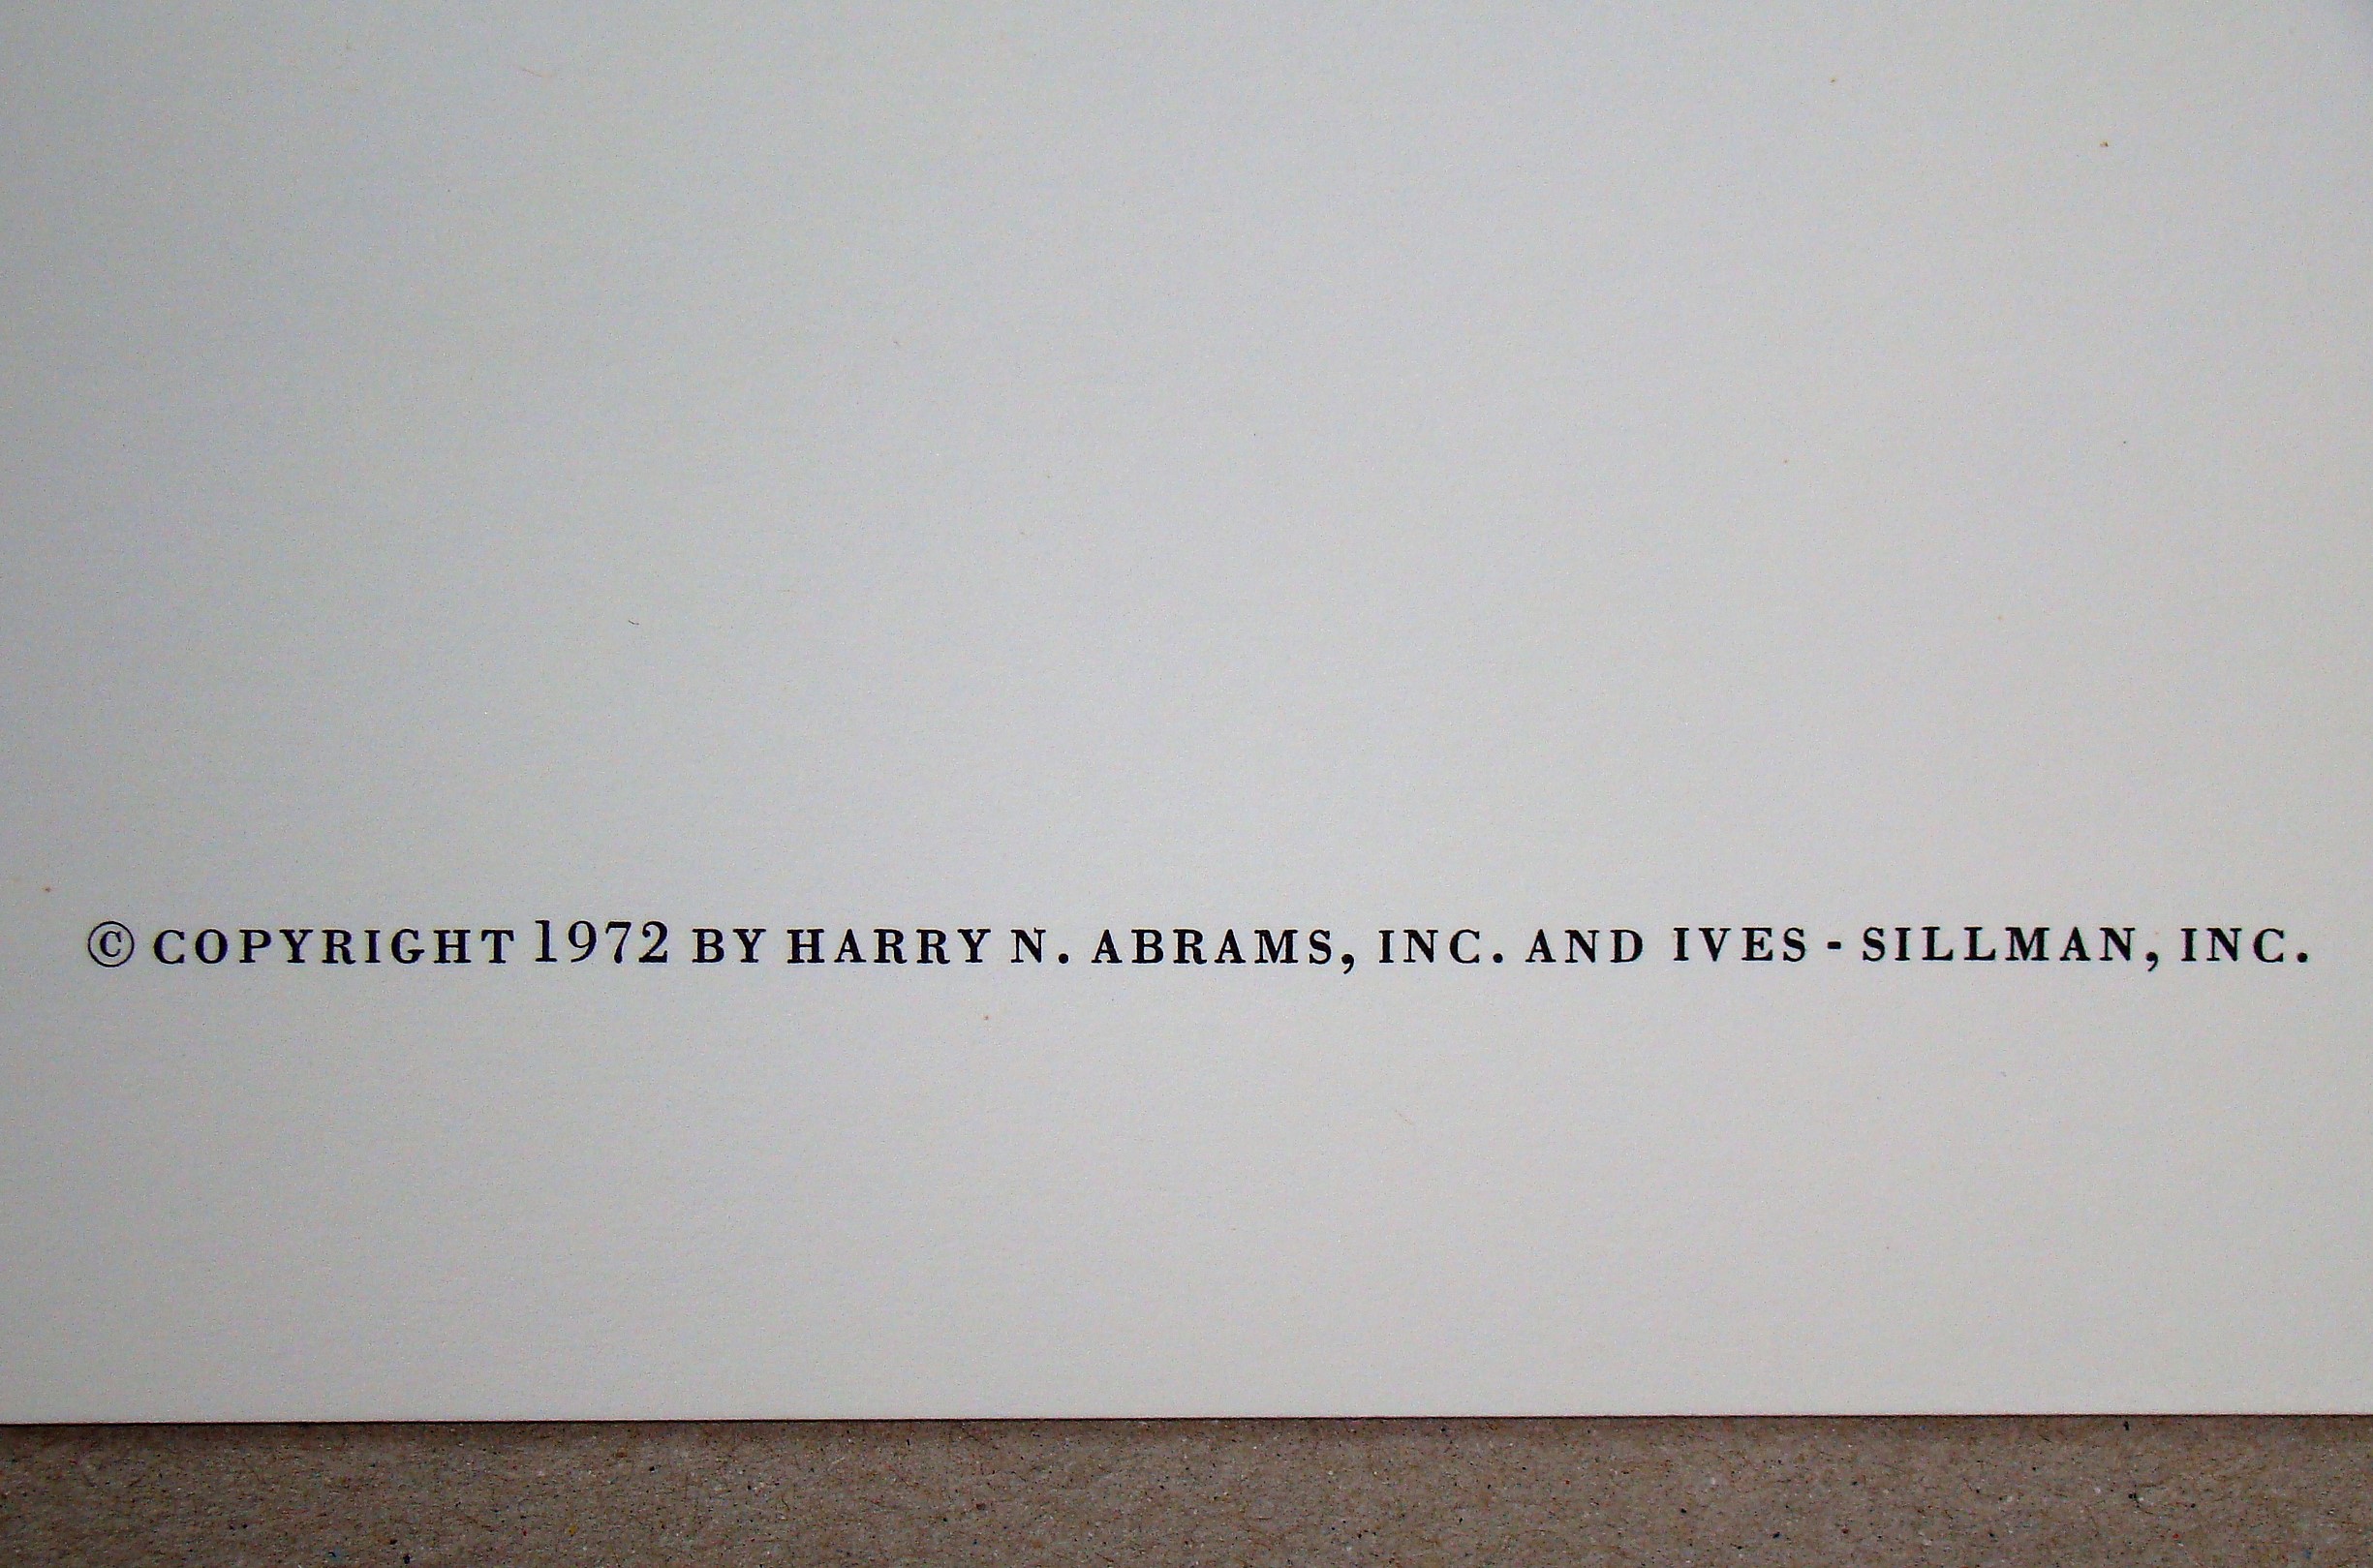 © COPYRIGHT 1972 BY HARRY N. ABRAMS, INC. AND IVES - SILLMAN, INC.